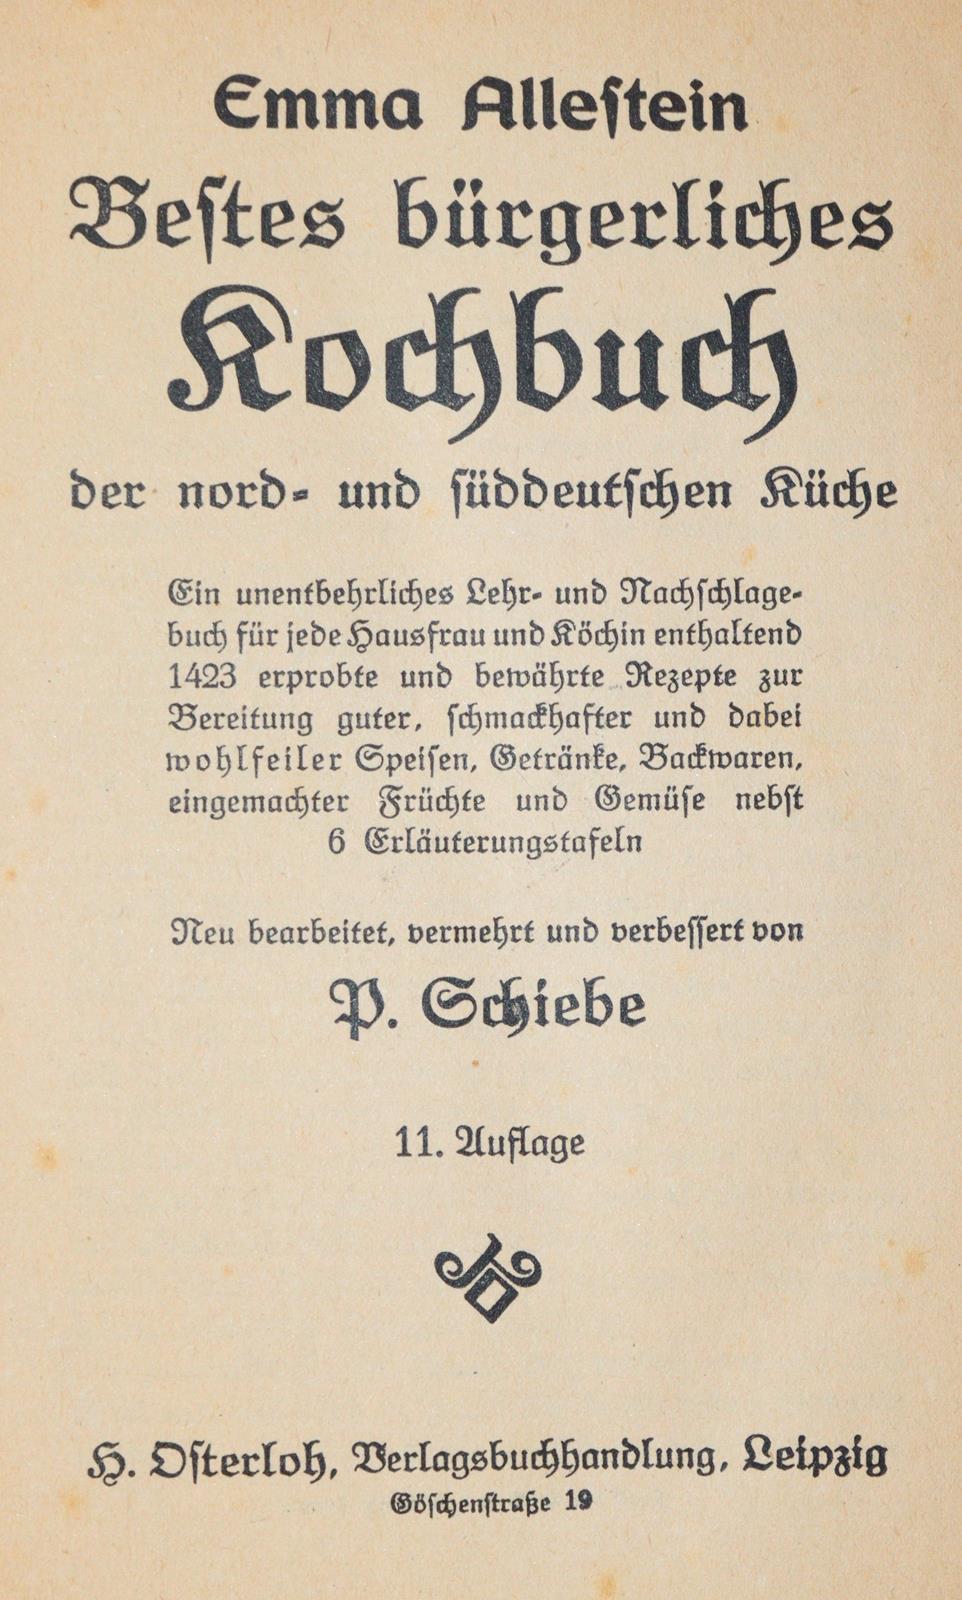 Emma Allestein
Bestes bürgerliches
Kochbuch
der nord- und süddeutschen Küche
Ein unentbehrliches Lehr- und Nachschlage-
buch für jede Hausfrau und Köchin enthaltend
1423 erprobte und bewährte Rezepte zur
Bereitung guter, schmackhafter und dabei
wohlfeiler Speisen, Getränke, Backwaren,
eingemachter Früchte und Gemüse nebst
6 Erläuterungstafeln
Neu bearbeitet, vermehrt und verbessert von
P. Schiebe
11. Auflage
H. Osterloh, Verlagsbuchhandlung, Leipzig
Göschenstraße 19